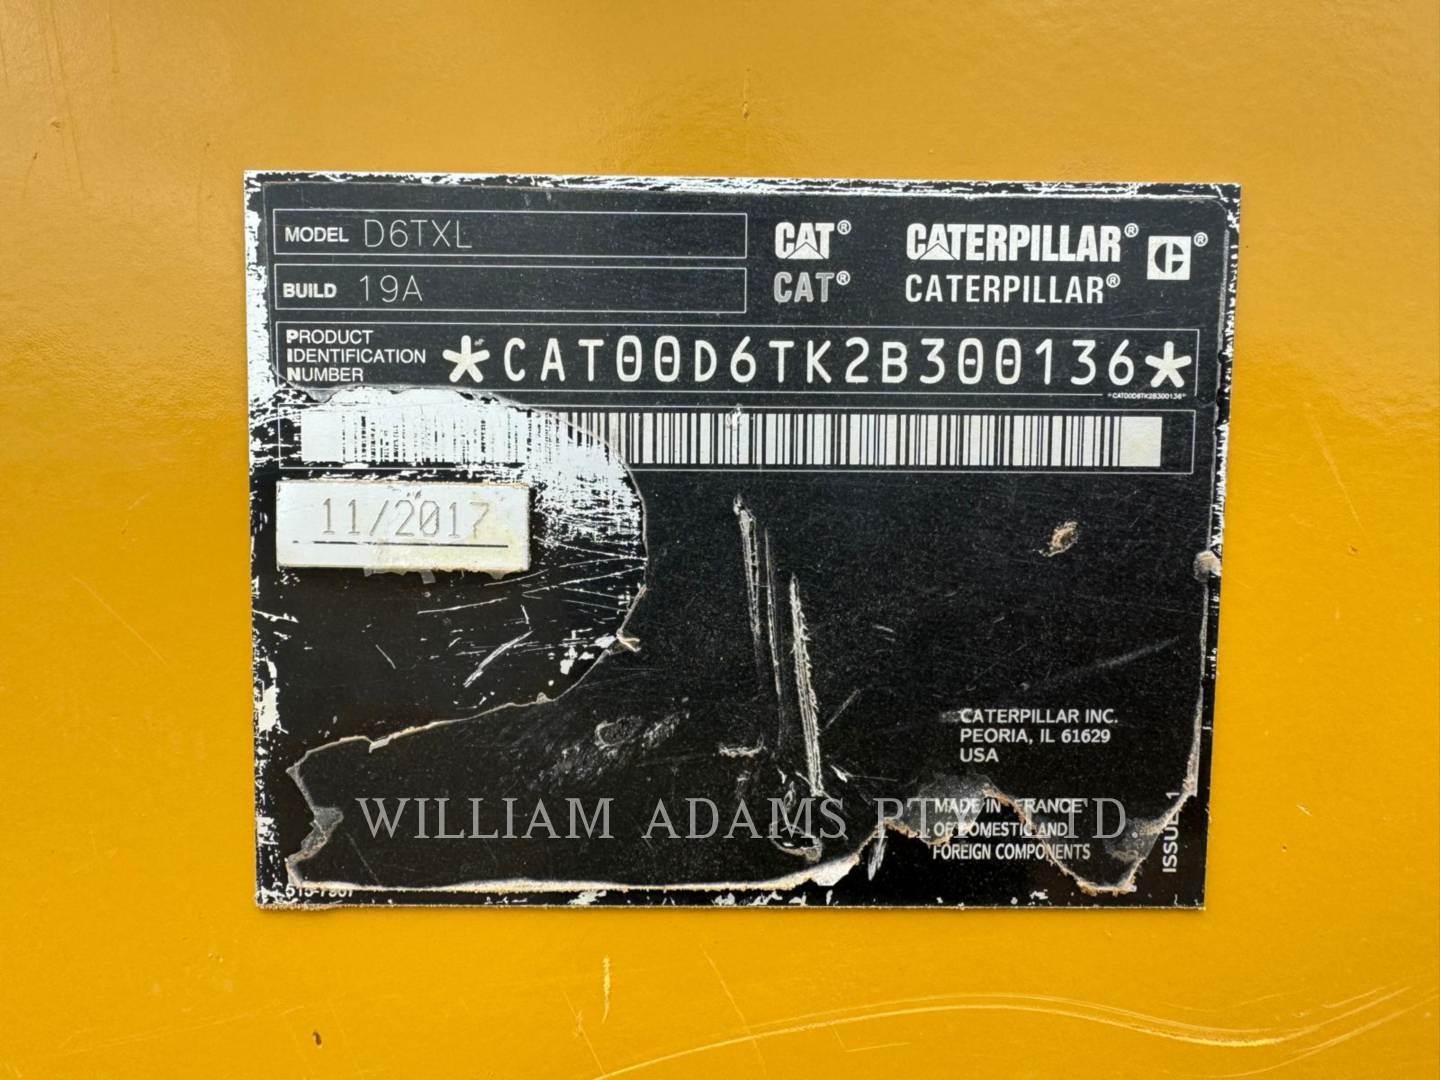 MODEL D6TXL
BUILD 19A
CAT® CATERPILLAR® ®
CAT® CATERPILLAR®
PRODUCT
IDENTIFICATION
NUMBER
*CAT00D6TK2B300136*
*CAT00D6TK2B300136*
11/2017
CATERPILLAR INC.
PEORIA, IL 61629
USA
MADE IN FRANCE
OF DOMESTIC AND
FOREIGN COMPONENTS
WILLIAM ADAMS PTY. LTD.